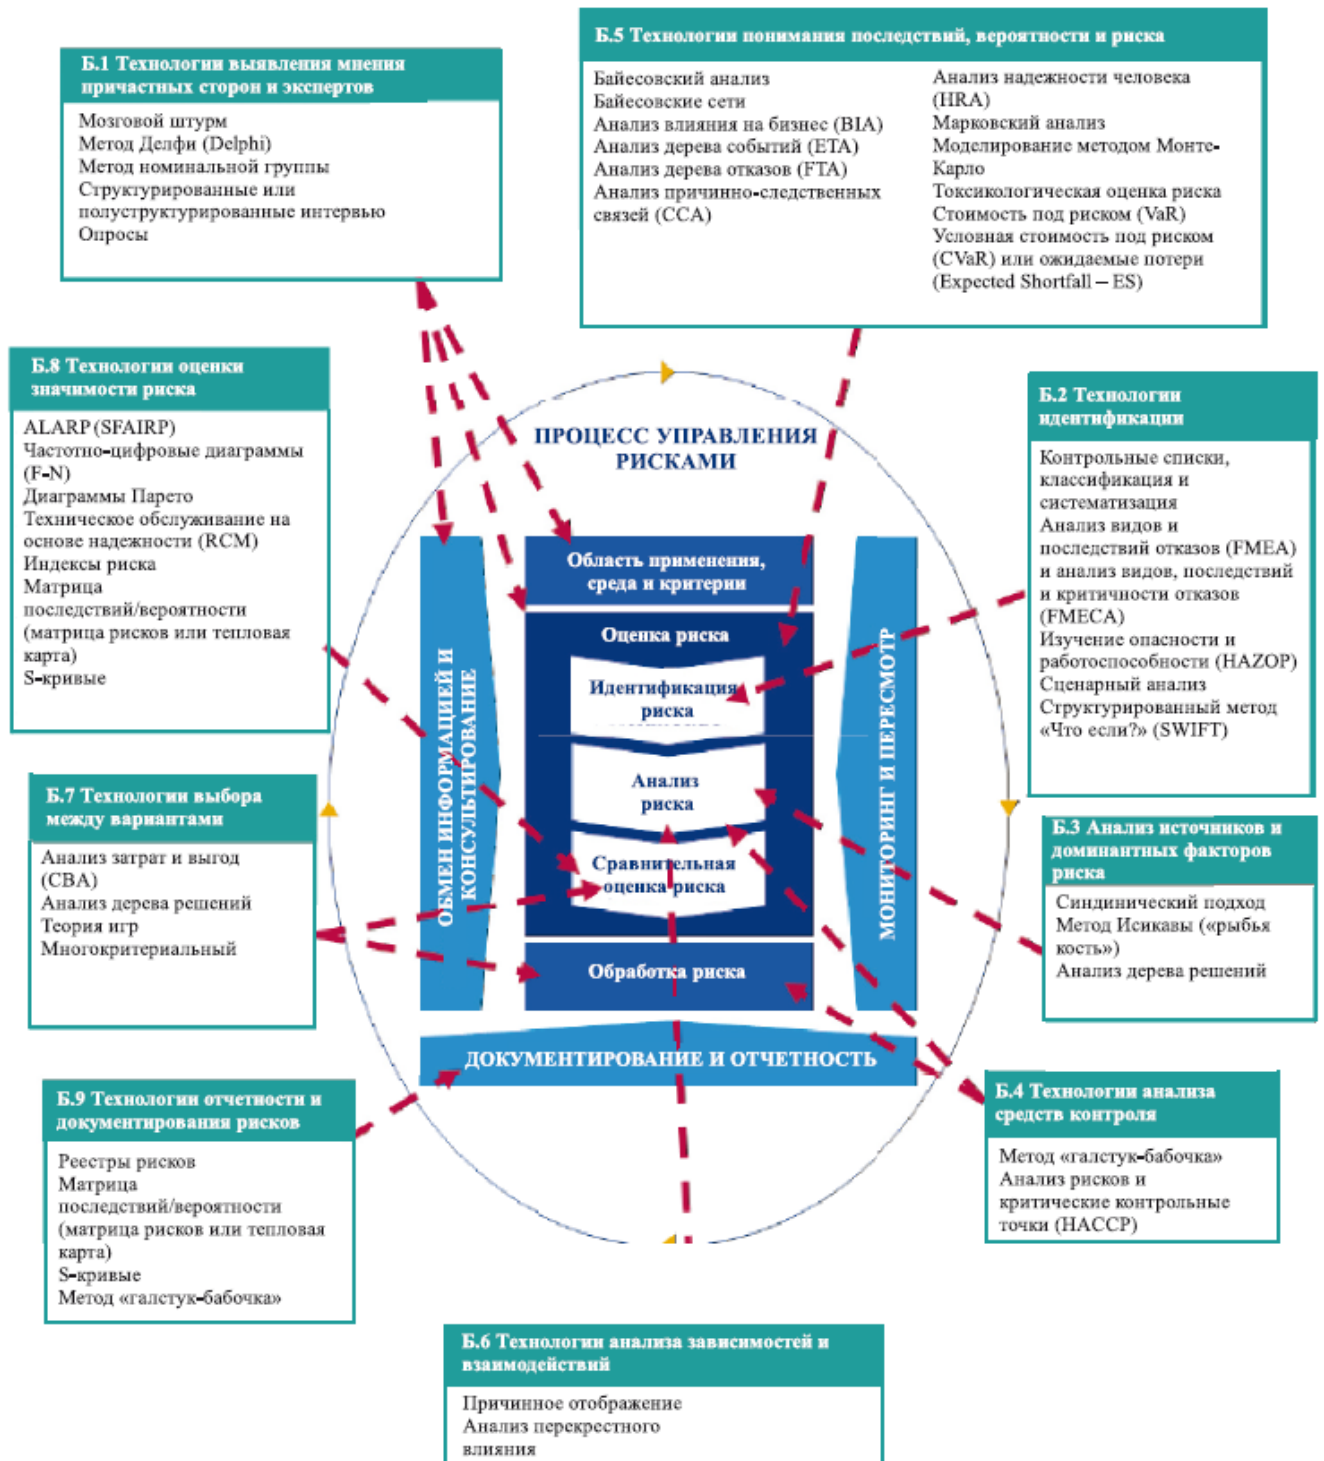 Б.1 Технологии выявления мнения
причастных сторон и экспертов
Мозговой штурм
Метод Делфи (Delphi)
Метод номинальной группы
Структурированные или
полуструктурированные интервью
Опросы
Б.5 Технологии понимания последствий, вероятности и риска
Байесовский анализ
Байесовские сети
Анализ влияния на бизнес (BIA)
Анализ дерева событий (ETA)
Анализ дерева отказов (FTA)
Анализ причинно-следственных
связей (CCA)
Анализ надежности человека
(HRA)
Марковский анализ
Моделирование методом Монте-
Карло
Токсикологическая оценка риска
Стоимость под риском (VaR)
Условная стоимость под риском
(CVaR) или ожидаемые потери
(Expected Shortfall — ES)
Б.8 Технологии оценки
значимости риска
ALARP (SFAIRP)
Частотно-цифровые диаграммы
(F-N)
Диаграммы Парето
Техническое обслуживание на
основе надежности (RCM)
Индексы риска
Матрица
последствий/вероятности
(матрица рисков или тепловая
карта)
S-кривые
ПРОЦЕСС УПРАВЛЕНИЯ
РИСКАМИ
Область применения,
среда и критерии
Оценка риска
Идентификация
риска
Анализ
риска
Сравнительная
оценка риска
Обработка риска
ОБМЕН ИНФОРМАЦИЕЙ И
КОНСУЛЬТИРОВАНИЕ
МОНИТОРИНГ И ПЕРЕСМОТР
ДОКУМЕНТИРОВАНИЕ И ОТЧЕТНОСТЬ
Б.2 Технологии
идентификации
Контрольные списки,
классификация и
систематизация
Анализ видов и
последствий отказов (FMEA)
и анализ видов, последствий
и критичности отказов
(FMECA)
Изучение опасности и
работоспособности (HAZOP)
Сценарный анализ
Структурированный метод
«Что если?» (SWIFT)
Б.7 Технологии выбора
между вариантами
Анализ затрат и выгод
(CBA)
Анализ дерева решений
Теория игр
Многокритериальный
Б.3 Анализ источников и
доминантных факторов
риска
Синдинический подход
Метод Исикавы («рыбья
кость»)
Анализ дерева решений
Б.9 Технологии отчетности и
документирования рисков
Реестры рисков
Матрица
последствий/вероятности
(матрица рисков или тепловая
карта)
S-кривые
Метод «галстук-бабочка»
Б.4 Технологии анализа
средств контроля
Метод «галстук-бабочка»
Анализ рисков и
критические контрольные
точки (HACCP)
Б.6 Технологии анализа зависимостей и
взаимодействий
Причинное отображение
Анализ перекрестного
влияния